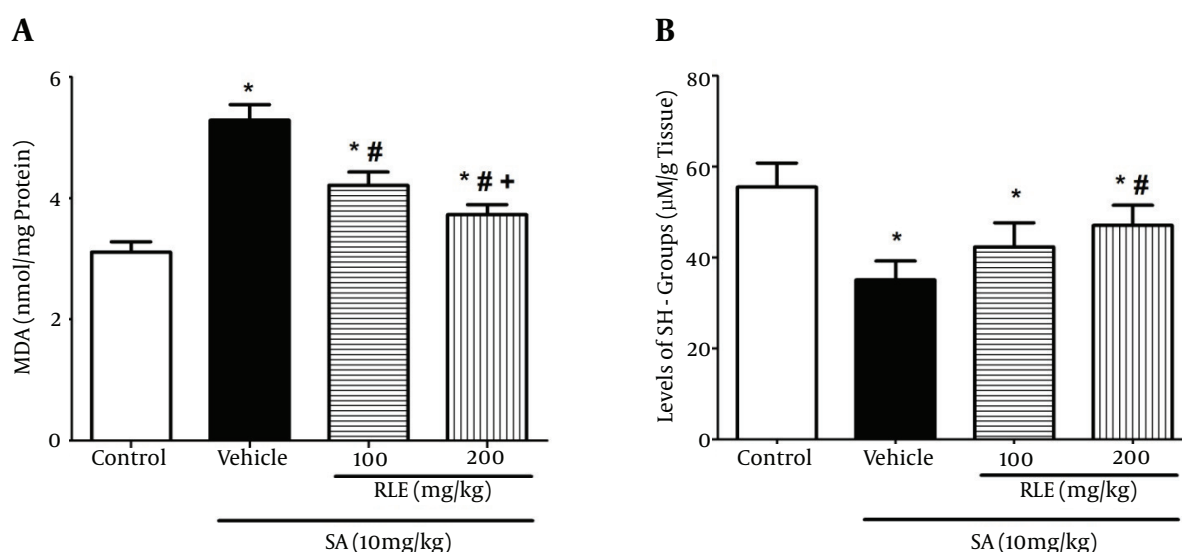 A
MDA (nmol/mg Protein)
6
4
2
0
*
* #
* # +
Control Vehicle 100 200
RLE (mg/kg)
SA (10mg/kg)
B
Levels of SH - Groups (µM/g Tissue)
80
60
40
20
0
*
*
* #
Control Vehicle 100 200
RLE (mg/kg)
SA (10mg/kg)